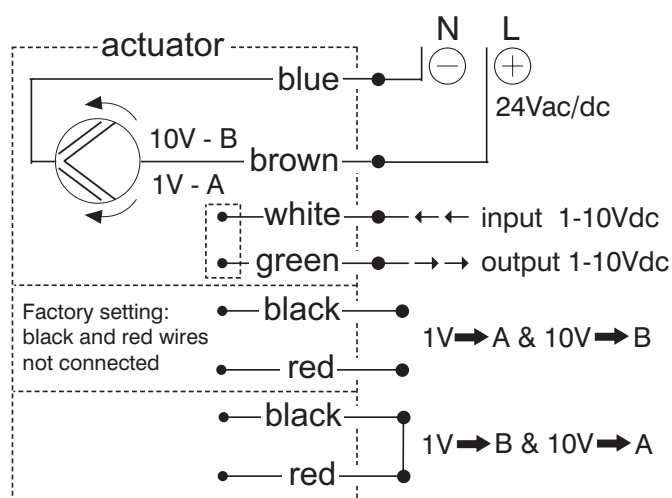 actuator
N L
blue
24Vac/dc
10V - B
brown
1V - A
white input 1-10Vdc
green output 1-10Vdc
Factory setting:
black and red wires
not connected
black
1V→A & 10V→B
red
black
1V→B & 10V→A
red